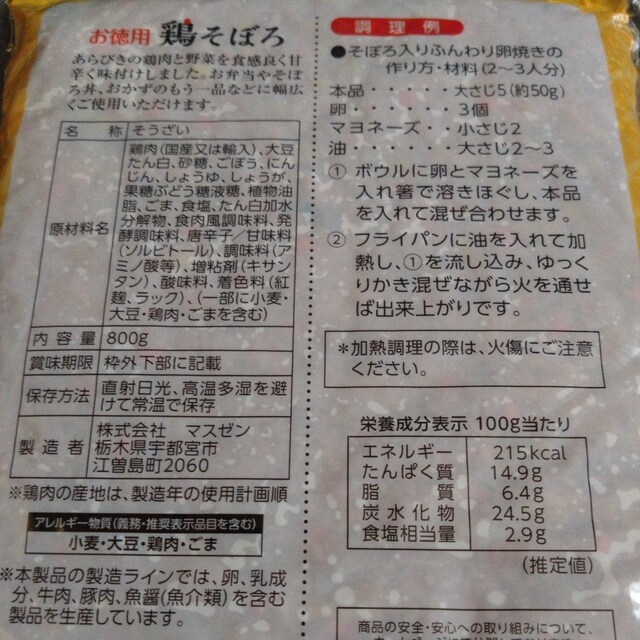 お徳用 鶏そぼろ
あらびきの鶏肉と野菜を食感良く甘
辛く味付けしました。お弁当やそぼ
ろ丼、おかずのもう一品などに幅広
くご使用いただけます。
名称 そうざい
原材料名 鶏肉(国産又は輸入)、大豆
たん白、砂糖、ごぼう、にん
じん、しょうゆ、しょうが、
果糖ぶどう糖液糖、植物油
脂、ごま、食塩、たん白加水
分解物、食肉風調味料、発
酵調味料、唐辛子/甘味料
(ソルビトール)、調味料(ア
ミノ酸等)、増粘剤(キサン
タン)、酸味料、着色料(紅
麹、ラック)、(一部に小麦・
大豆・鶏肉・ごまを含む)
内容量 800g
賞味期限 枠外下部に記載
保存方法 直射日光、高温多湿を避
けて常温で保存
製造者 株式会社 マスゼン
栃木県宇都宮市
江曽島町2060
※鶏肉の産地は、製造年の使用計画順
アレルギー物質(義務・推奨表示品目を含む)
小麦・大豆・鶏肉・ごま
※本製品の製造ラインでは、卵、乳成
分、牛肉、豚肉、魚醤(魚介類)を含む
製品を生産しています。
調理例
●そぼろ入りふんわり卵焼きの
作り方・材料(2〜3人分)
本品・・・・・大さじ5(約50g)
卵・・・・・・3個
マヨネーズ・・小さじ2
油・・・・・・大さじ2〜3
① ボウルに卵とマヨネーズを
入れ箸で溶きほぐし、本品
を入れて混ぜ合わせます。
② フライパンに油を入れて加
熱し、①を流し込み、ゆっく
りかき混ぜながら火を通せ
ば出来上がりです。
*加熱調理の際は、火傷にご注意
ください。
栄養成分表示 100g当たり
エネルギー 215kcal
たんぱく質 14.9g
脂質 6.4g
炭水化物 24.5g
食塩相当量 2.9g
(推定値)
商品の安全・安心への取り組みについて、